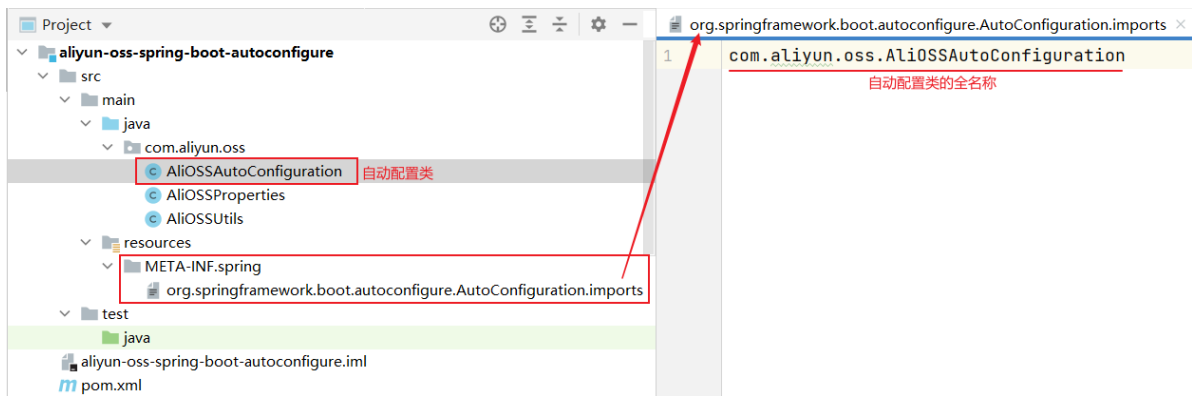 Project
org.springframework.boot.autoconfigure.AutoConfiguration.imports
aliyun-oss-spring-boot-autoconfigure
1 com.aliyun.oss.AliOSSAutoConfiguration
src
自动配置类的全名称
main
java
com.aliyun.oss
AliOSSAutoConfiguration 自动配置类
AliOSSProperties
AliOSSUtils
resources
META-INF.spring
org.springframework.boot.autoconfigure.AutoConfiguration.imports
test
java
aliyun-oss-spring-boot-autoconfigure.iml
pom.xml